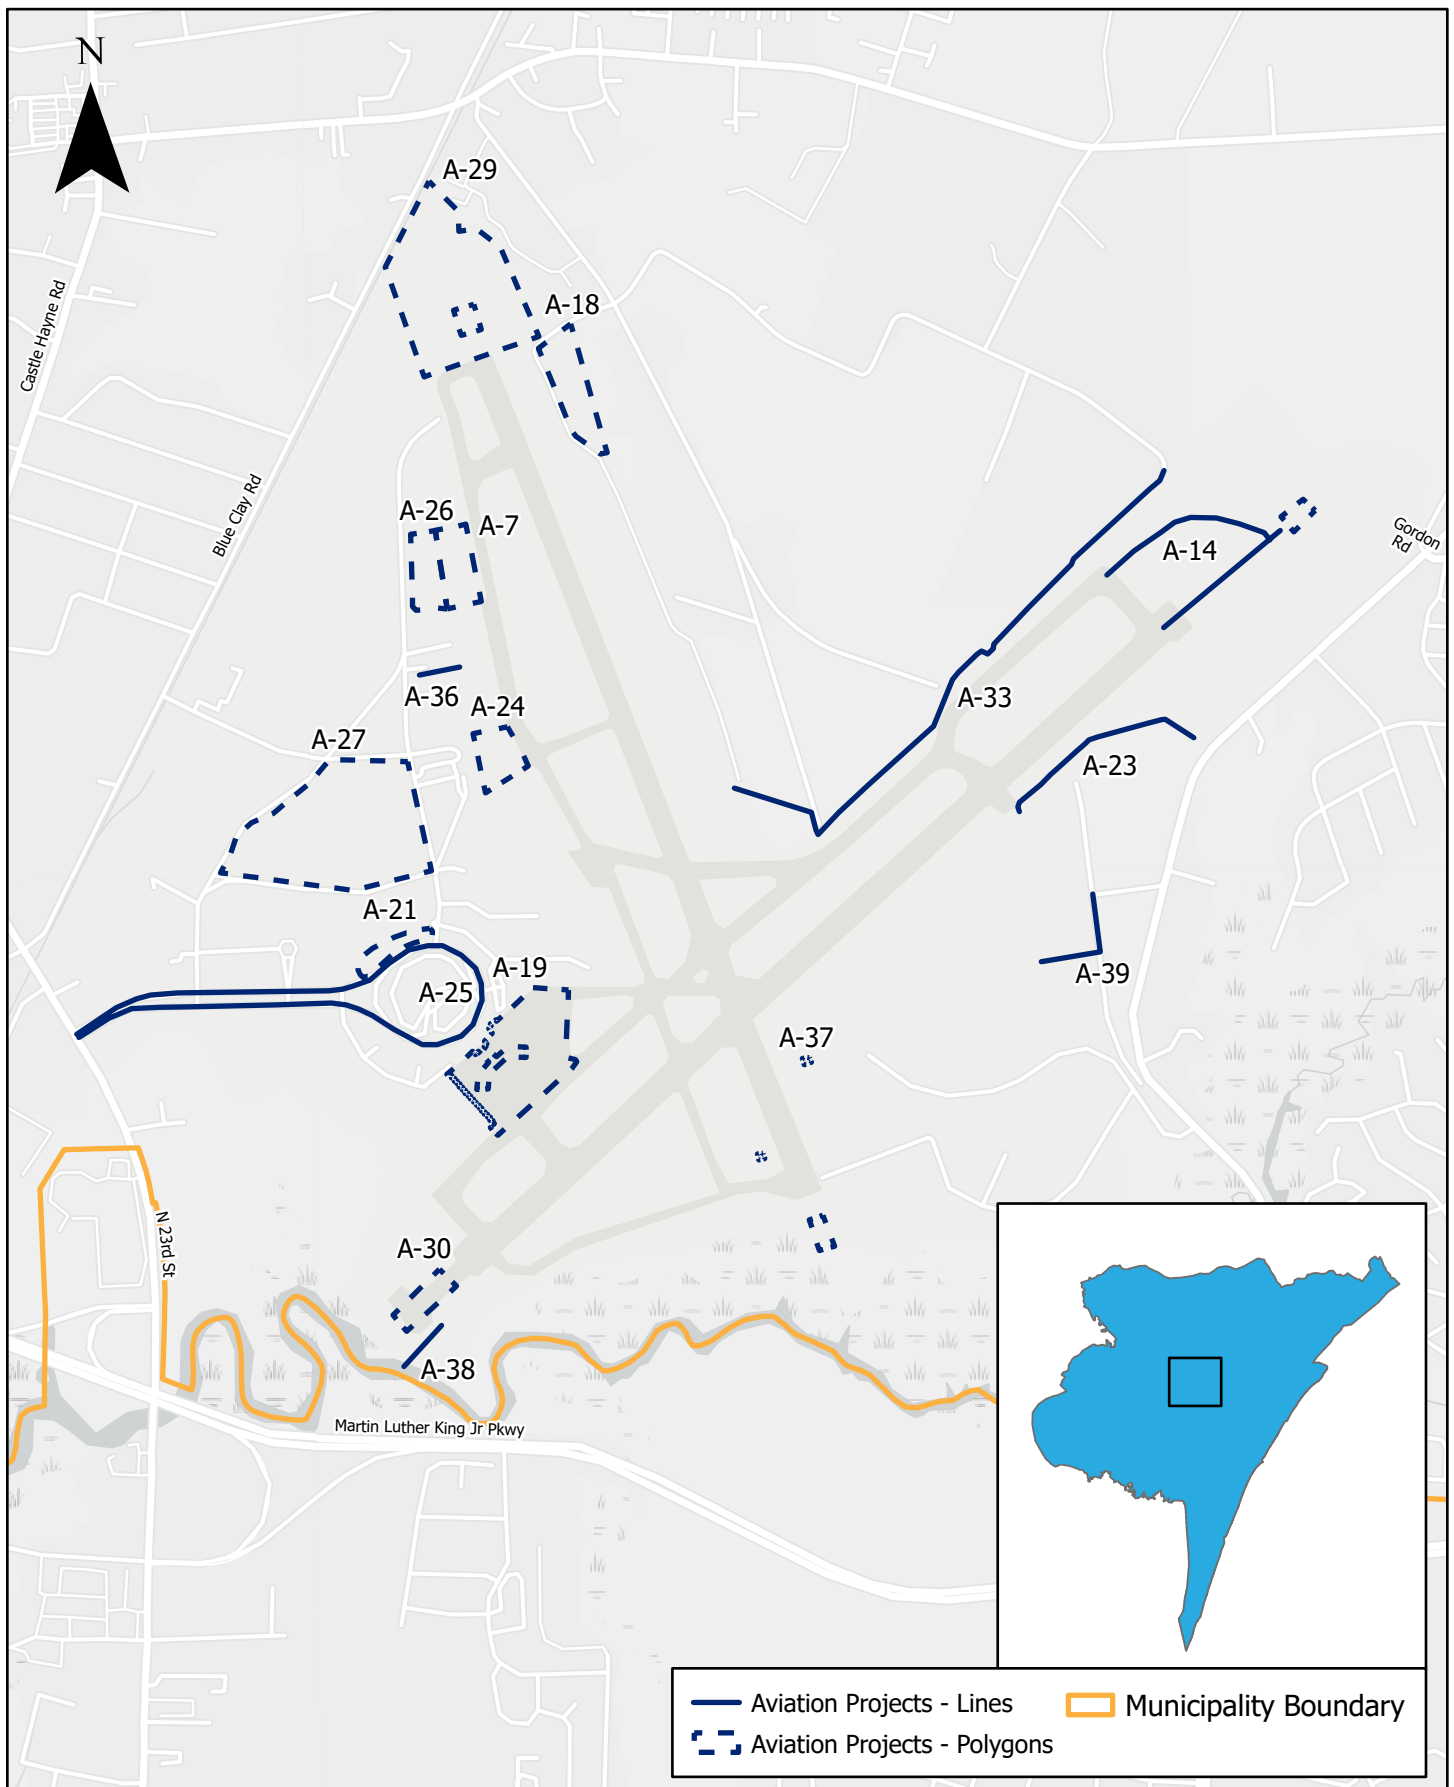 N
A-29
A-18
Castle Hayne Rd
Blue Clay Rd
A-26
A-7
Gordon
Rd
A-14
A-36
A-24
A-33
A-27
A-23
A-21
A-19
A-25
A-39
A-37
N 23rd St
A-30
A-38
Martin Luther King Jr Pkwy
Aviation Projects - Lines
Municipality Boundary
Aviation Projects - Polygons